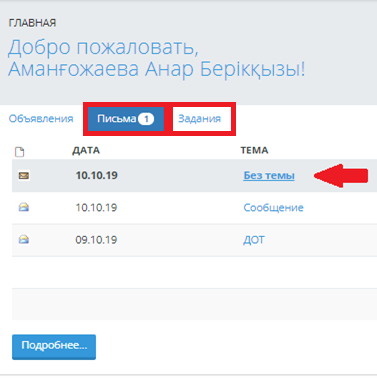 ГЛАВНАЯ
Добро пожаловать,
Аманғожаева Анар Берікқызы!
Объявления Письма 1 Задания
ДАТА ТЕМА
10.10.19 Без темы
10.10.19 Сообщение
09.10.19 ДОТ
Подробнее...